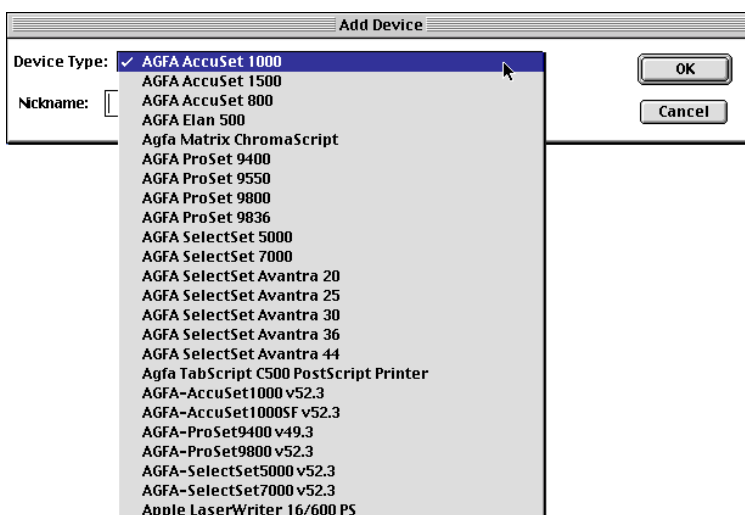 Add Device
Device Type: ✓ AGFA AccuSet 1000
OK
AGFA AccuSet 1500
Nickname:
AGFA AccuSet 800
Cancel
AGFA Elan 500
Agfa Matrix ChromaScript
AGFA ProSet 9400
AGFA ProSet 9550
AGFA ProSet 9800
AGFA ProSet 9836
AGFA SelectSet 5000
AGFA SelectSet 7000
AGFA SelectSet Avantra 20
AGFA SelectSet Avantra 25
AGFA SelectSet Avantra 30
AGFA SelectSet Avantra 36
AGFA SelectSet Avantra 44
Agfa TabScript C500 PostScript Printer
AGFA-AccuSet1000 v52.3
AGFA-AccuSet1000SF v52.3
AGFA-ProSet9400 v49.3
AGFA-ProSet9800 v52.3
AGFA-SelectSet5000 v52.3
AGFA-SelectSet7000 v52.3
Apple LaserWriter 16/600 PS